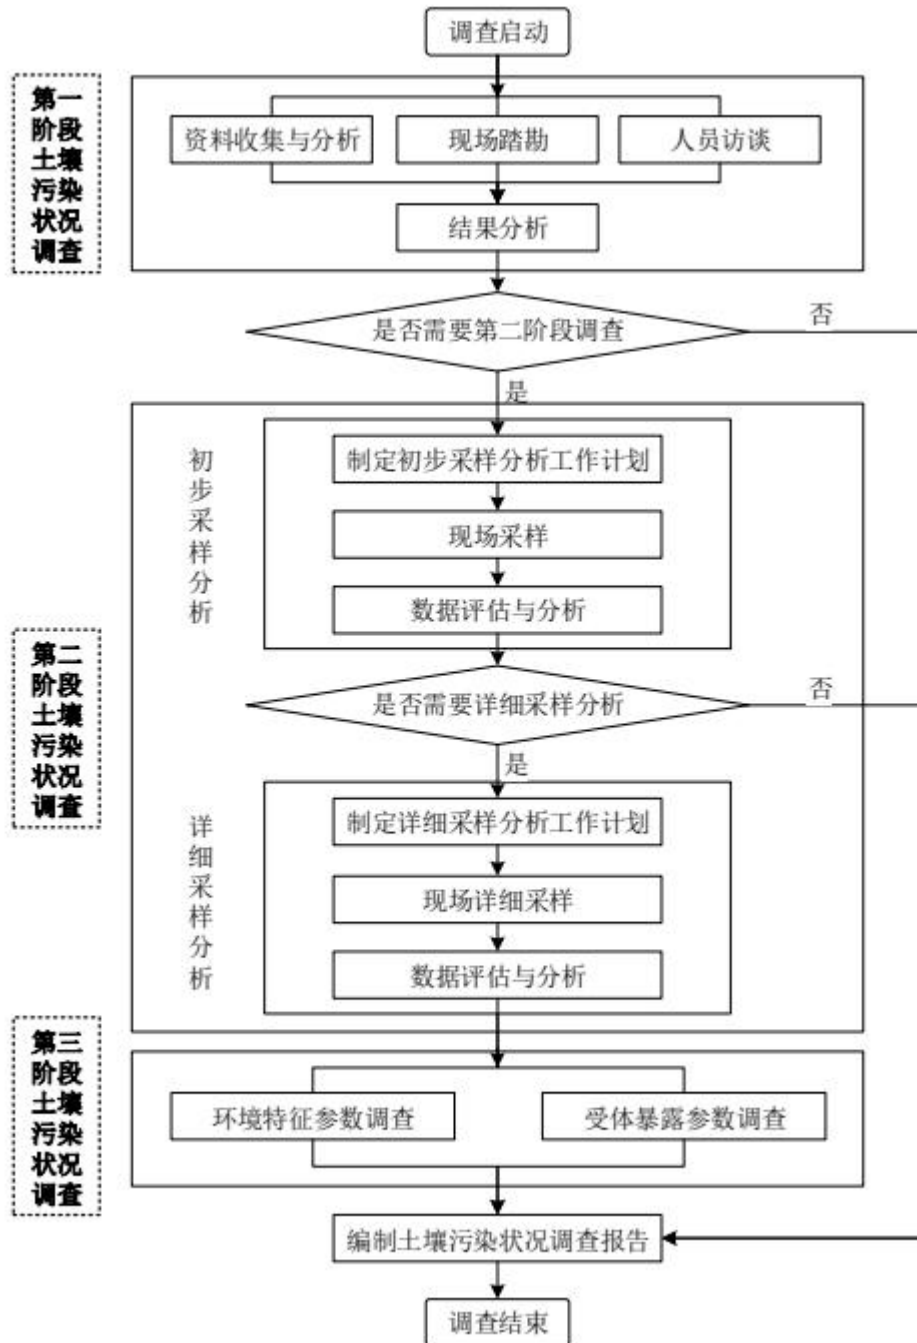 调查启动
第一
阶段
土壤
污染
状况
调查
资料收集与分析
现场踏勘
人员访谈
结果分析
是否需要第二阶段调查
否
是
第二
阶段
土壤
污染
状况
调查
初
步
采
样
分
析
制定初步采样分析工作计划
现场采样
数据评估与分析
是否需要详细采样分析
否
是
详
细
采
样
分
析
制定详细采样分析工作计划
现场详细采样
数据评估与分析
第三
阶段
土壤
污染
状况
调查
环境特征参数调查
受体暴露参数调查
编制土壤污染状况调查报告
调查结束